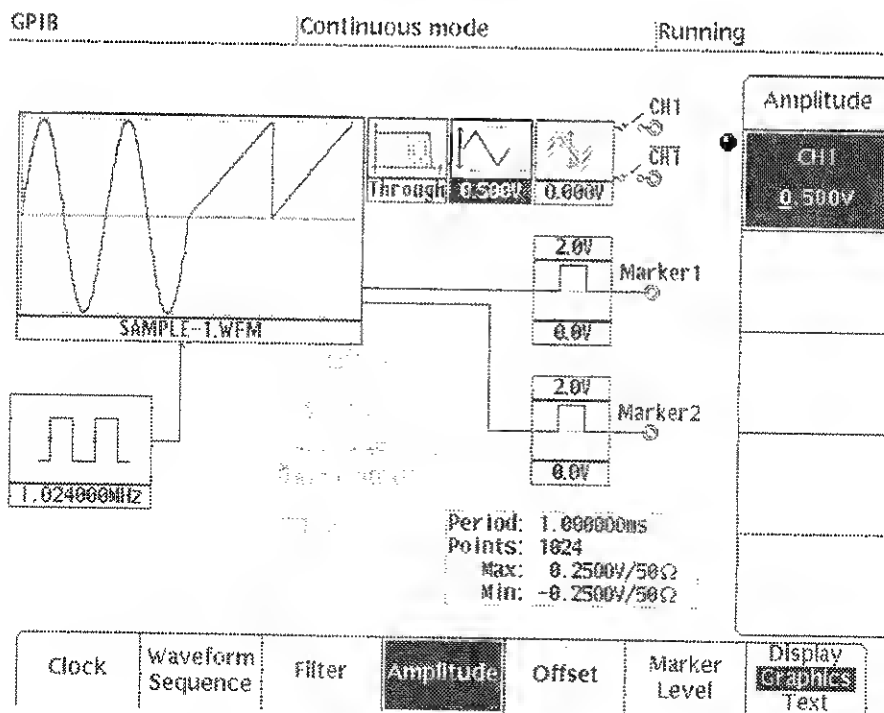 GPIB
Continuous mode
Running
CH1
CH1
Through
0.500V
0.000V
Amplitude
CH1
0.500V
2.0V
Marker1
0.0V
SAMPLE-1.WFM
2.0V
Marker2
0.0V
1.024000MHz
Period: 1.000000ms
Points: 1024
Max: 0.2500V/50Ω
Min: -0.2500V/50Ω
Clock
Waveform
Sequence
Filter
Amplitude
Offset
Marker
Level
Display
Graphics
Text